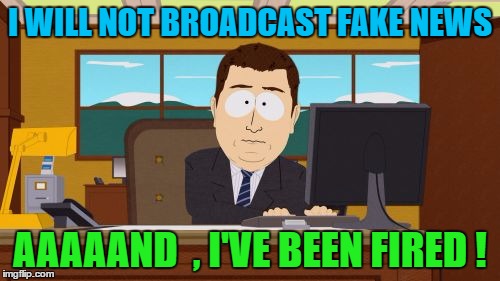 I WILL NOT BROADCAST FAKE NEWS
AAAAAND , I'VE BEEN FIRED !
imgflip.com